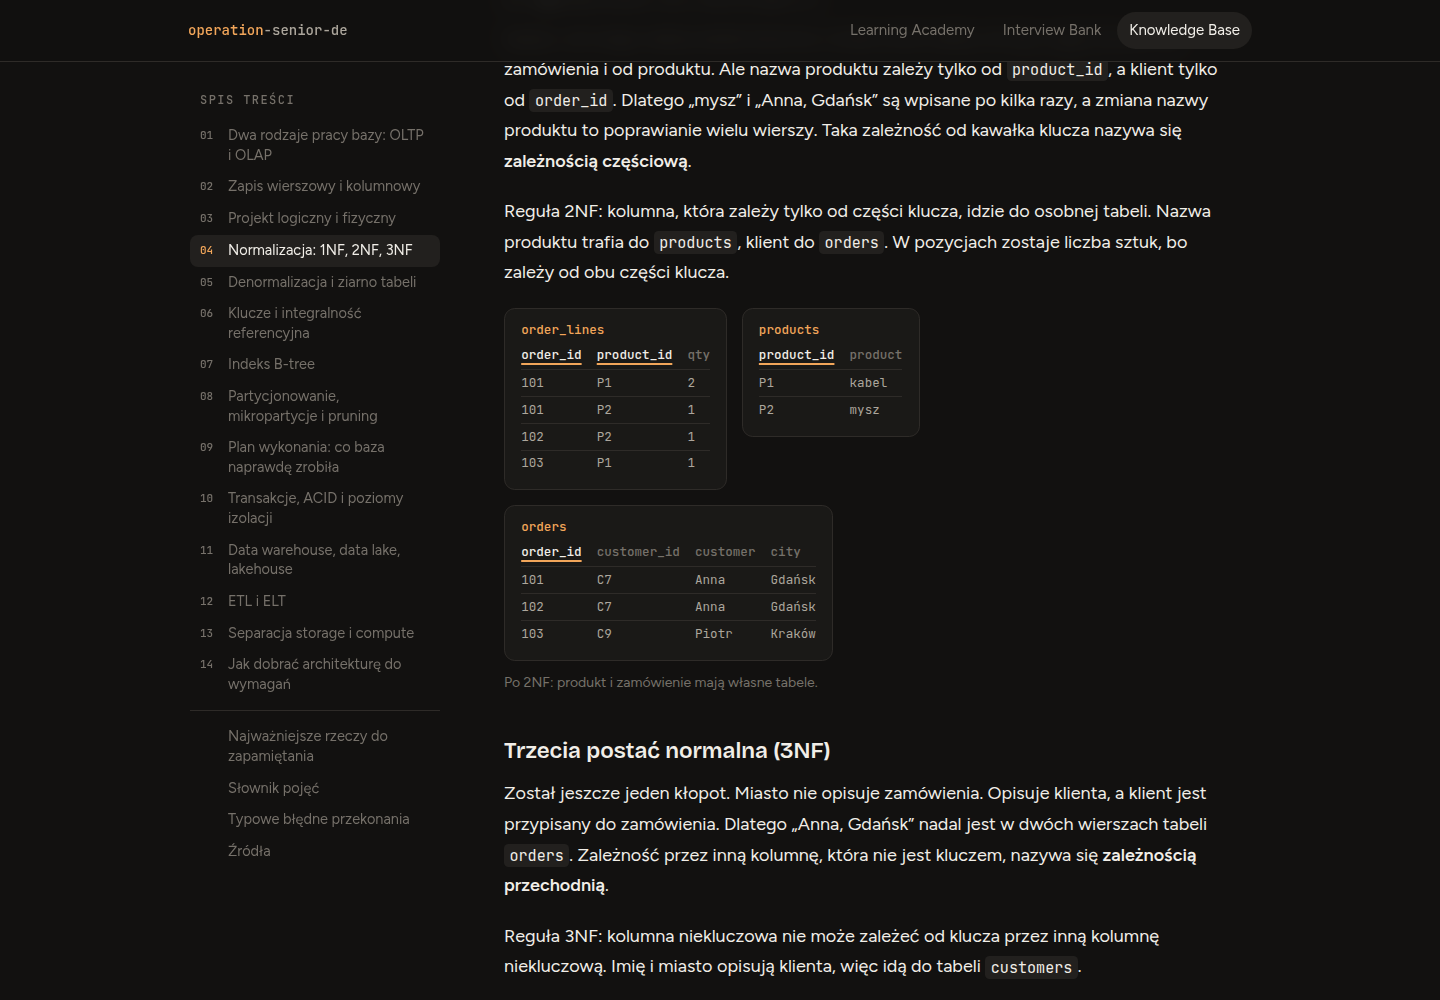 operation-senior-de
Learning Academy
Interview Bank
Knowledge Base
SPIS TREŚCI
01 Dwa rodzaje pracy bazy: OLTP
i OLAP
02 Zapis wierszowy i kolumnowy
03 Projekt logiczny i fizyczny
04 Normalizacja: 1NF, 2NF, 3NF
05 Denormalizacja i ziarno tabeli
06 Klucze i integralność
referencyjna
07 Indeks B-tree
08 Partycjonowanie,
mikropartycje i pruning
09 Plan wykonania: co baza
naprawdę zrobiła
10 Transakcje, ACID i poziomy
izolacji
11 Data warehouse, data lake,
lakehouse
12 ETL i ELT
13 Separacja storage i compute
14 Jak dobrać architekturę do
wymagań
Najważniejsze rzeczy do
zapamiętania
Słownik pojęć
Typowe błędne przekonania
Źródła
zamówienia i od produktu. Ale nazwa produktu zależy tylko od product_id, a klient tylko
od order_id. Dlatego „mysz” i „Anna, Gdańsk” są wpisane po kilka razy, a zmiana nazwy
produktu to poprawianie wielu wierszy. Taka zależność od kawałka klucza nazywa się
zależnością częściową.
Reguła 2NF: kolumna, która zależy tylko od części klucza, idzie do osobnej tabeli. Nazwa
produktu trafia do products, klient do orders. W pozycjach zostaje liczba sztuk, bo
zależy od obu części klucza.
order_lines
order_id product_id qty
101 P1 2
101 P2 1
102 P2 1
103 P1 1
products
product_id product
P1 kabel
P2 mysz
orders
order_id customer_id customer city
101 C7 Anna Gdańsk
102 C7 Anna Gdańsk
103 C9 Piotr Kraków
Po 2NF: produkt i zamówienie mają własne tabele.
Trzecia postać normalna (3NF)
Został jeszcze jeden kłopot. Miasto nie opisuje zamówienia. Opisuje klienta, a klient jest
przypisany do zamówienia. Dlatego „Anna, Gdańsk” nadal jest w dwóch wierszach tabeli
orders. Zależność przez inną kolumnę, która nie jest kluczem, nazywa się zależnością
przechodnią.
Reguła 3NF: kolumna niekluczowa nie może zależeć od klucza przez inną kolumnę
niekluczową. Imię i miasto opisują klienta, więc idą do tabeli customers.